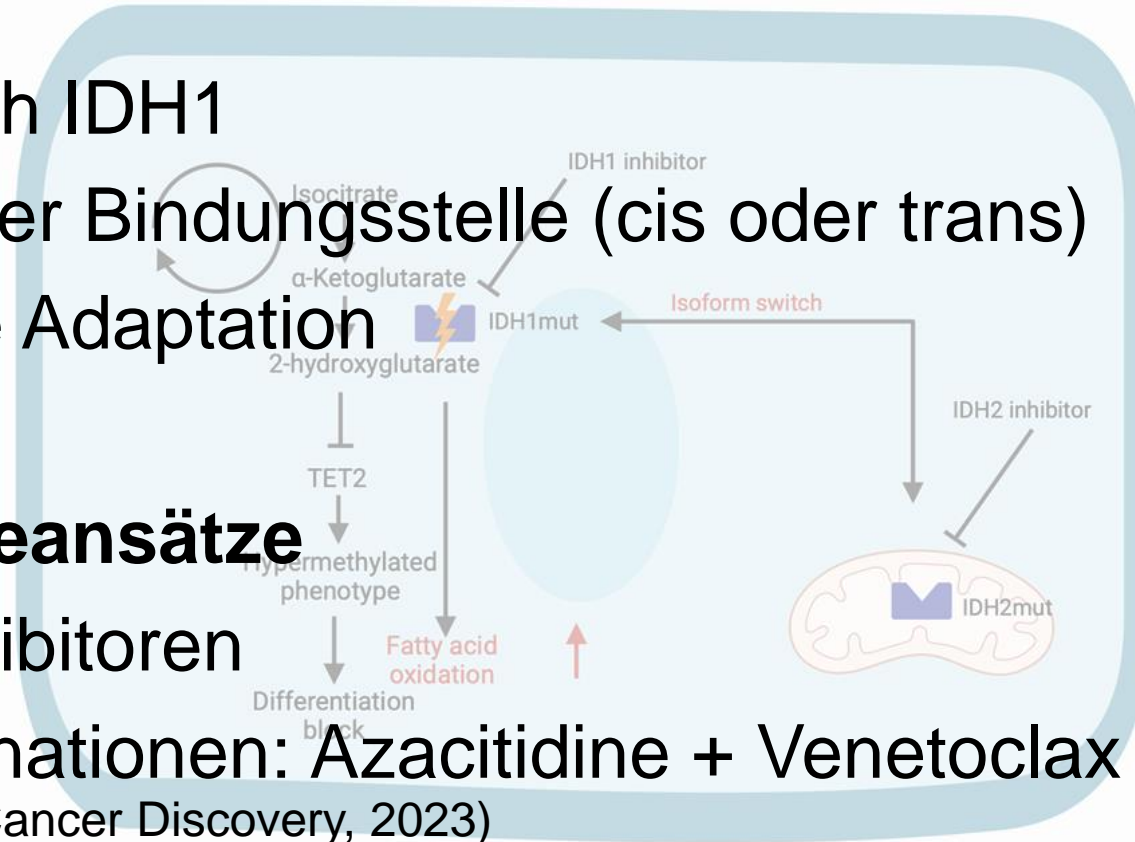 h IDH1
IDH1 inhibitor
Isocitrate
er Bindungsstelle (cis oder trans)
α-Ketoglutarate
Isoform switch
e Adaptation
IDH1mut
2-hydroxyglutarate
IDH2 inhibitor
TET2
eansätze
Hypermethylated
phenotype
IDH2mut
ibitoren
Fatty acid
oxidation
Differentiation
block
nationen: Azacitidine + Venetoclax
Cancer Discovery, 2023)